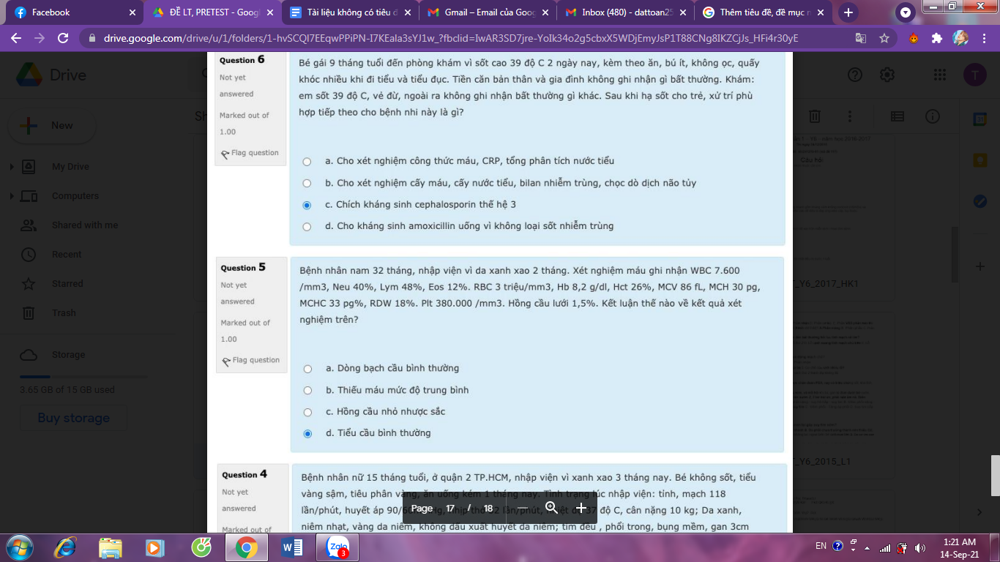 Facebook
ĐỀ LT, PRETEST - Googl
Tài liệu không có tiêu đ
Gmail – Email của Goog
Inbox (480) - dattoan25
Thêm tiêu đề, đề mục n
drive.google.com/drive/u/1/folders/1-hvSCQl7EEqwPPiPN-I7KEala3sYJ1w_?fbclid=IwAR3SD7jre-YoIk34o2g5cbxX5WDjEmyJsP1T88CNg8IKZCjJs_HFi4r30yE
Drive
T
New
My Drive
Computers
Shared with me
Recent
Starred
Trash
Storage
3.65 GB of 15 GB used
Buy storage
Question 6
Not yet
answered
Marked out of
1.00
Flag question
Bé gái 9 tháng tuổi đến phòng khám vì sốt cao 39 độ C 2 ngày nay, kèm theo ăn, bú ít, không ọc, quấy
khóc nhiều khi đi tiểu và tiểu đục. Tiền căn bản thân và gia đình không ghi nhận gì bất thường. Khám:
em sốt 39 độ C, vẻ đừ, ngoài ra không ghi nhận bất thường gì khác. Sau khi hạ sốt cho trẻ, xử trí phù
hợp tiếp theo cho bệnh nhi này là gì?
a. Cho xét nghiệm công thức máu, CRP, tổng phân tích nước tiểu
b. Cho xét nghiệm cấy máu, cấy nước tiểu, bilan nhiễm trùng, chọc dò dịch não tủy
c. Chích kháng sinh cephalosporin thế hệ 3
d. Cho kháng sinh amoxicillin uống vì không loại sốt nhiễm trùng
Question 5
Not yet
answered
Marked out of
1.00
Flag question
Bệnh nhân nam 32 tháng, nhập viện vì da xanh xao 2 tháng. Xét nghiệm máu ghi nhận WBC 7.600
/mm3, Neu 40%, Lym 48%, Eos 12%. RBC 3 triệu/mm3, Hb 8,2 g/dl, Hct 26%, MCV 86 fL, MCH 30 pg,
MCHC 33 pg%, RDW 18%. Plt 380.000 /mm3. Hồng cầu lưới 1,5%. Kết luận thế nào về kết quả xét
nghiệm trên?
a. Dòng bạch cầu bình thường
b. Thiếu máu mức độ trung bình
c. Hồng cầu nhỏ nhược sắc
d. Tiểu cầu bình thường
Question 4
Not yet
answered
Marked out of
Bệnh nhân nữ 15 tháng tuổi, ở quận 2 TP.HCM, nhập viện vì xanh xao 3 tháng nay. Bé không sốt, tiểu
vàng sậm, tiêu phân vàng, ăn uống kém 1 tháng nay. Tình trạng lúc nhập viện: tỉnh, mạch 118
lần/phút, huyết áp 90/60 nhịp thở 32 lần/phút, nhiệt độ 37 độ C, cân nặng 10 kg; Da xanh,
niêm nhạt, vàng da niêm, không dấu xuất huyết da niêm; tim đều , phổi trong, bụng mềm, gan 3cm
Page 17 / 18
_Y6_2017_HK1
T_Y6_2015_L1
Zalo
3
EN
1:21 AM
14-Sep-21